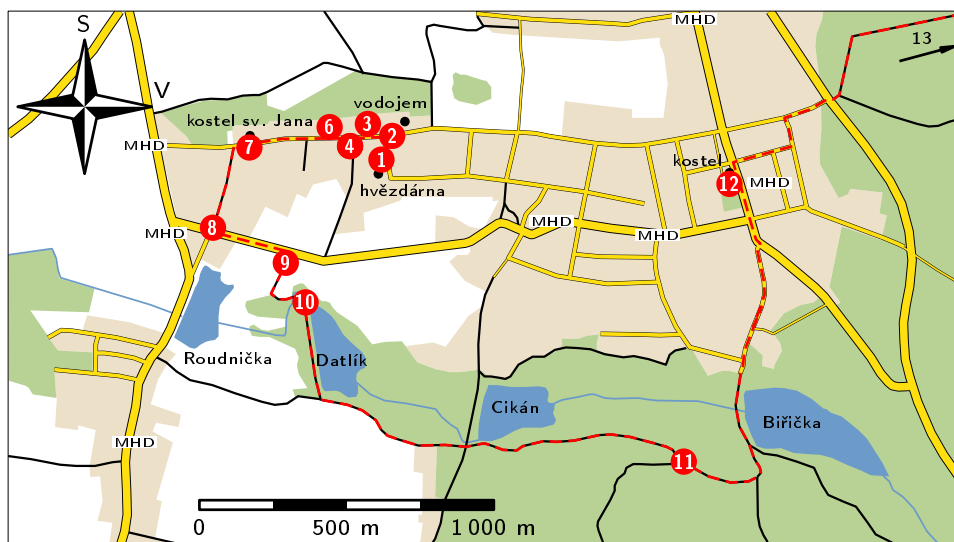 S
V
MHD
13
vodojem
kostel sv. Jana
6
3
2
MHD
7
4
1
kostel
hvězdárna
12
MHD
8
MHD
MHD
MHD
9
10
Roudnička
Datlík
Cikán
Biřička
MHD
11
0
500 m
1 000 m